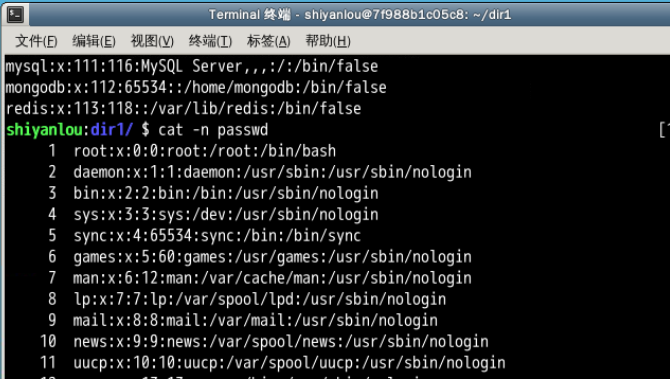 Terminal 终端 - shiyanlou@7f988b1c05c8: ~/dir1
文件(F) 编辑(E) 视图(V) 终端(T) 标签(A) 帮助(H)
mysql:x:111:116:MySQL Server,,,:/:/bin/false
mongodb:x:112:65534::/home/mongodb:/bin/false
redis:x:113:118::/var/lib/redis:/bin/false
shiyanlou:dir1/ $ cat -n passwd [
1 root:x:0:0:root:/root:/bin/bash
2 daemon:x:1:1:daemon:/usr/sbin:/usr/sbin/nologin
3 bin:x:2:2:bin:/bin:/usr/sbin/nologin
4 sys:x:3:3:sys:/dev:/usr/sbin/nologin
5 sync:x:4:65534:sync:/bin:/bin/sync
6 games:x:5:60:games:/usr/games:/usr/sbin/nologin
7 man:x:6:12:man:/var/cache/man:/usr/sbin/nologin
8 lp:x:7:7:lp:/var/spool/lpd:/usr/sbin/nologin
9 mail:x:8:8:mail:/var/mail:/usr/sbin/nologin
10 news:x:9:9:news:/var/spool/news:/usr/sbin/nologin
11 uucp:x:10:10:uucp:/var/spool/uucp:/usr/sbin/nologin